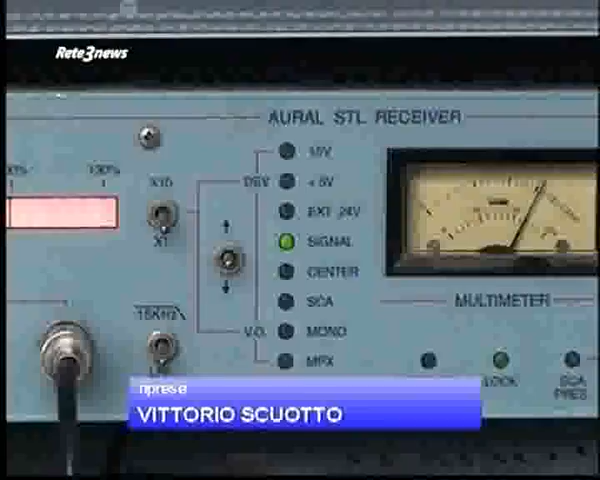 Rete3news
AURAL STL RECEIVER
100%
X10
X1
DEV
+5V
EXT 24V
SIGNAL
CENTER
SCA
MONO
MPX
V.O.
15KHz
MULTIMETER
LOCK
SCA
PRES
riprese
VITTORIO SCUOTTO